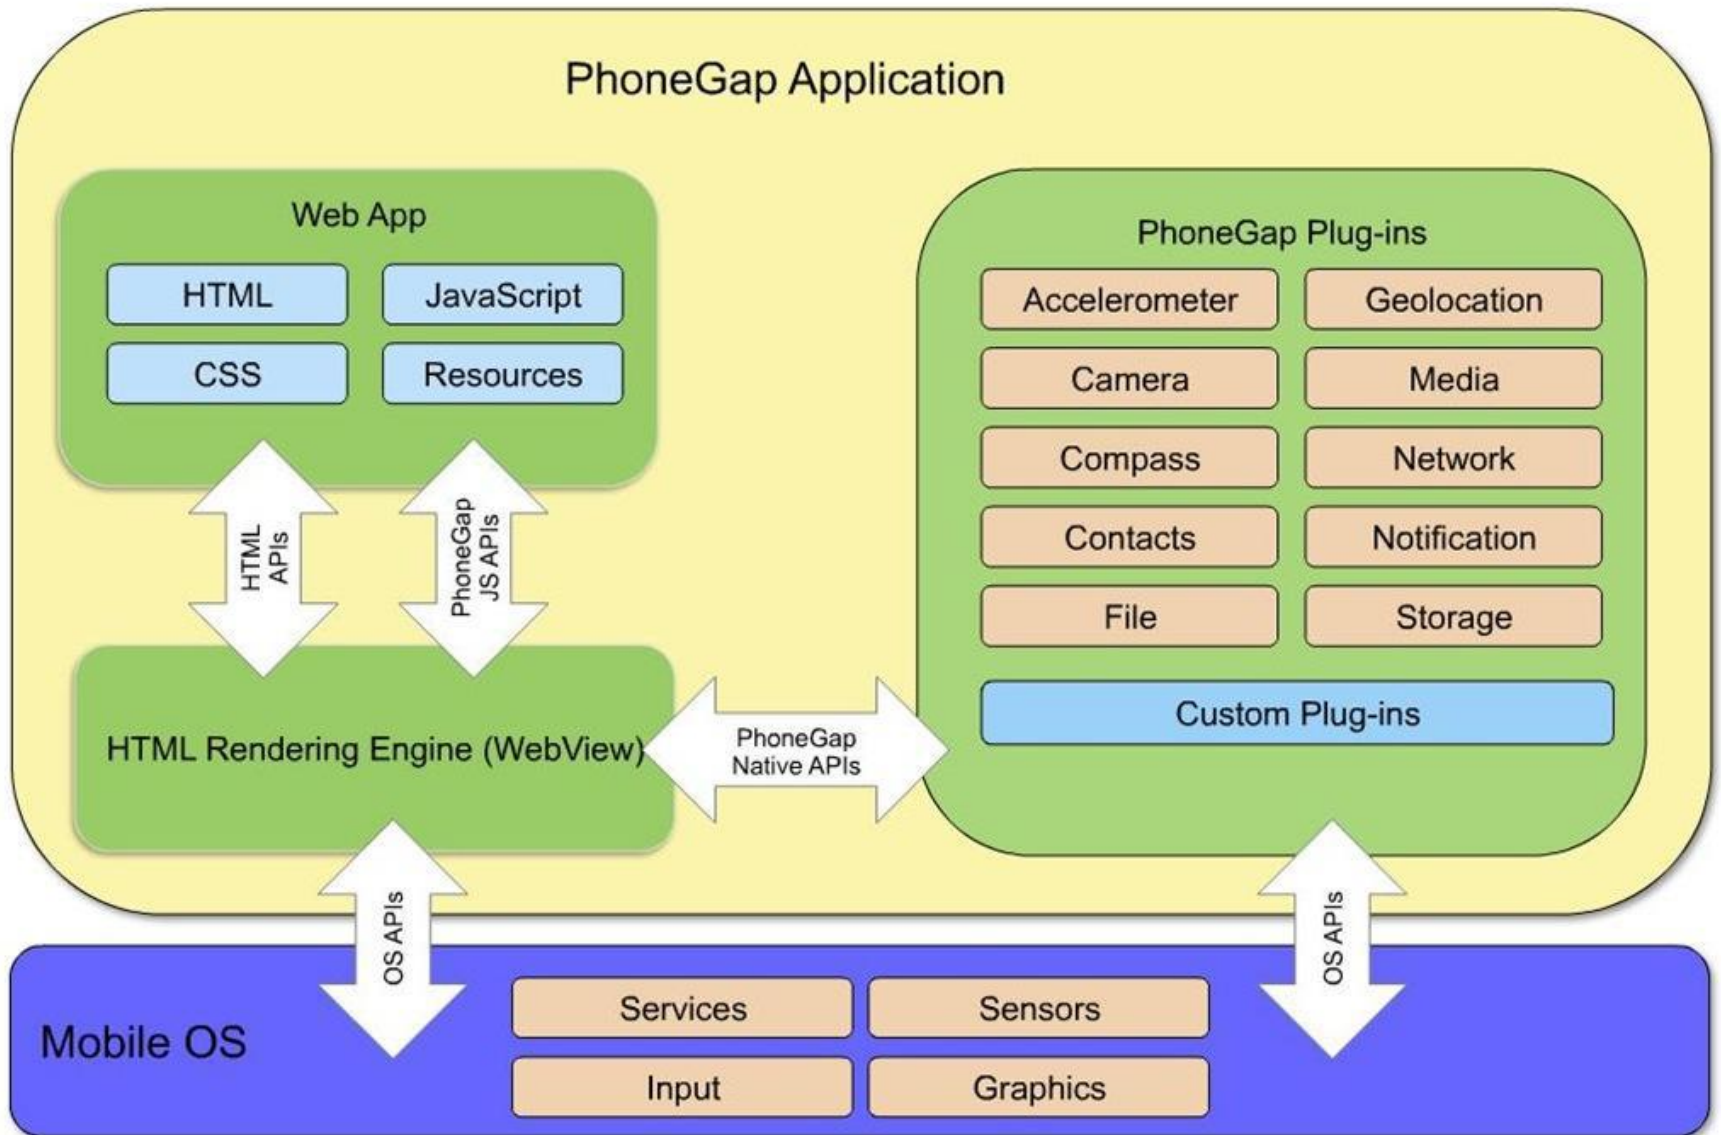 PhoneGap Application
Web App
HTML
JavaScript
CSS
Resources
HTML
APIs
PhoneGap
JS APIs
HTML Rendering Engine (WebView)
PhoneGap
Native APIs
PhoneGap Plug-ins
Accelerometer
Geolocation
Camera
Media
Compass
Network
Contacts
Notification
File
Storage
Custom Plug-ins
OS APIs
OS APIs
Mobile OS
Services
Sensors
Input
Graphics